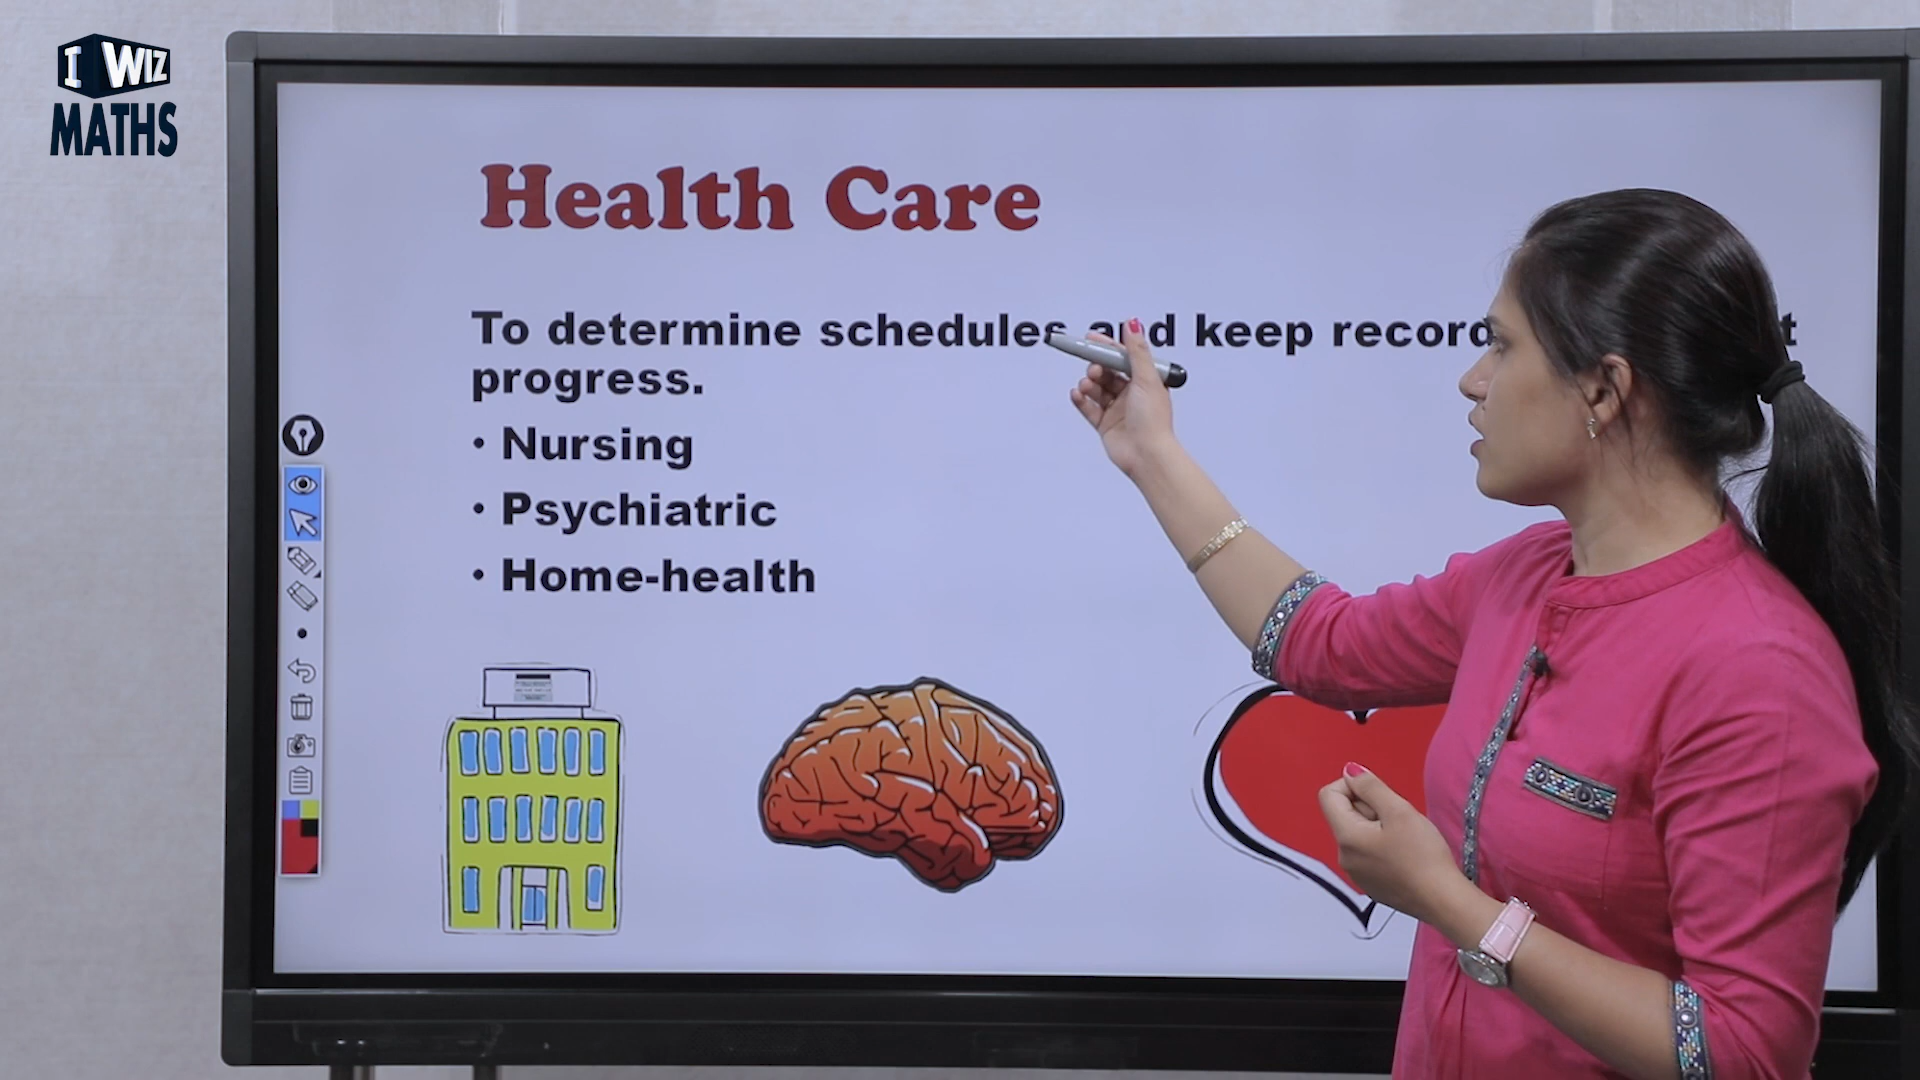 I WIZ
MATHS
Health Care
To determine schedules and keep record
progress.
• Nursing
• Psychiatric
• Home-health